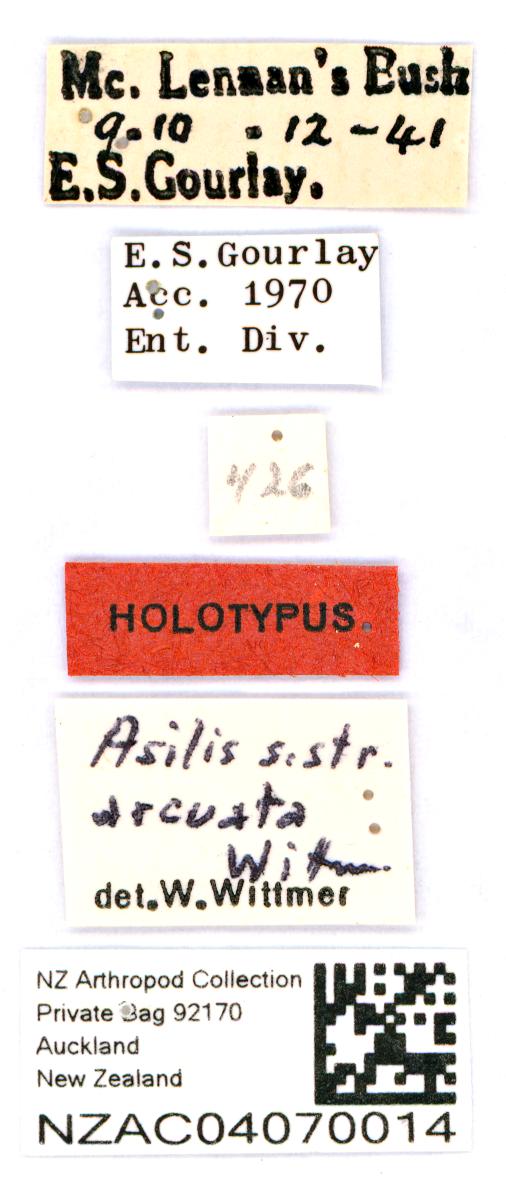 Mc. Lennan's Bush
9.10 . 12 - 41
E.S.Gourlay.
E.S.Gourlay
Acc. 1970
Ent. Div.
426
HOLOTYPUS.
Asilis s.str.
arcuata
Wittm.
det.W.Wittmer
NZ Arthropod Collection
Private Bag 92170
Auckland
New Zealand
NZAC04070014